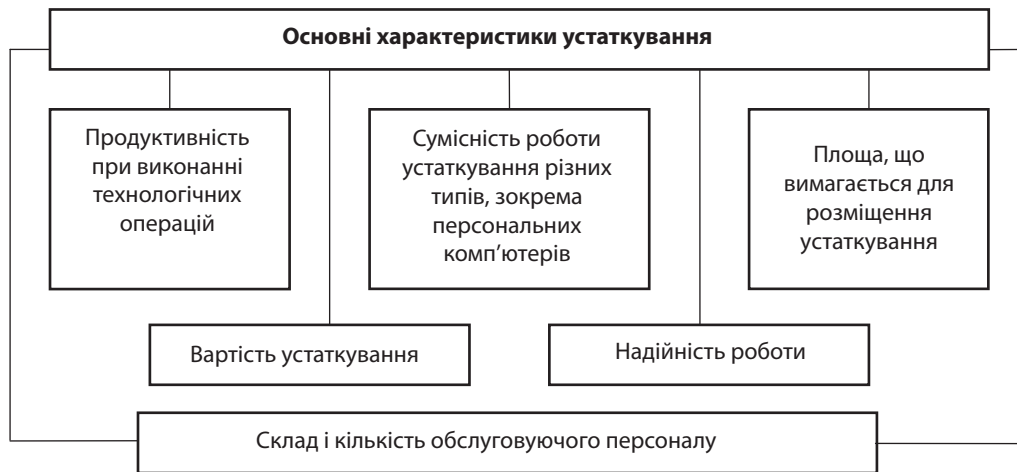 Основні характеристики устаткування
Продуктивність
при виконанні
технологічних
операцій
Сумісність роботи
устаткування різних
типів, зокрема
персональних
комп’ютерів
Площа, що
вимагається для
розміщення
устаткування
Вартість устаткування
Надійність роботи
Склад і кількість обслуговуючого персоналу